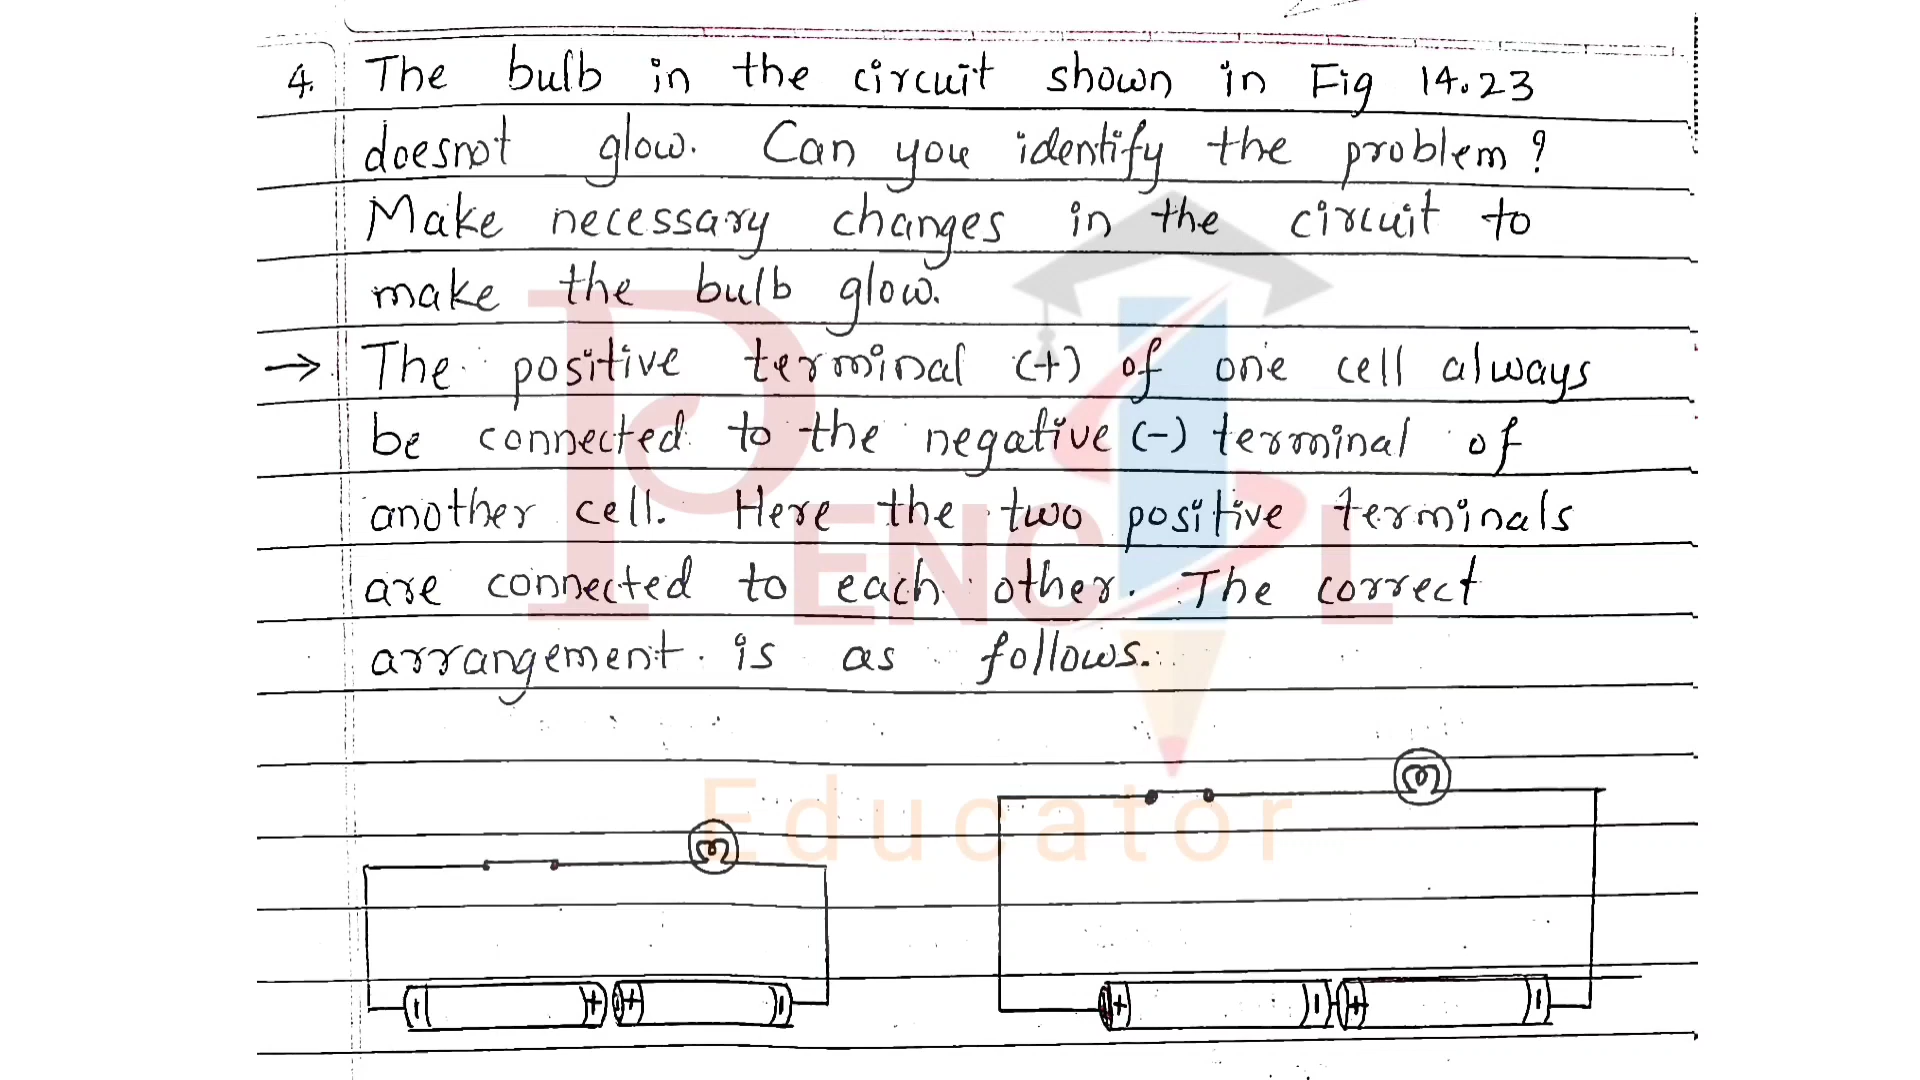 4. The bulb in the circuit shown in Fig 14.23
doesnot glow. Can you identify the problem?
Make necessary changes in the circuit to
make the bulb glow.
→ The positive terminal (+) of one cell always
be connected to the negative (-) terminal of
another cell. Here the two positive terminals
are connected to each other. The correct
arrangement is as follows.
PENCIL
Educator
- + + -
+ - + -